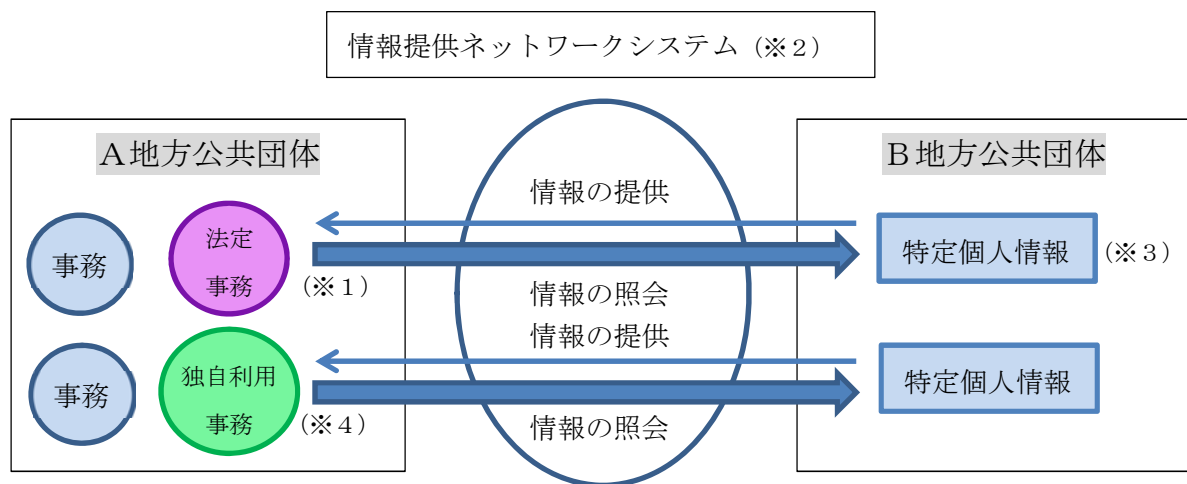 情報提供ネットワークシステム（※２）
Ａ地方公共団体
Ｂ地方公共団体
事務
法定
事務
（※１）
情報の提供
情報の照会
特定個人情報
（※３）
事務
独自利用
事務
（※４）
情報の提供
情報の照会
特定個人情報